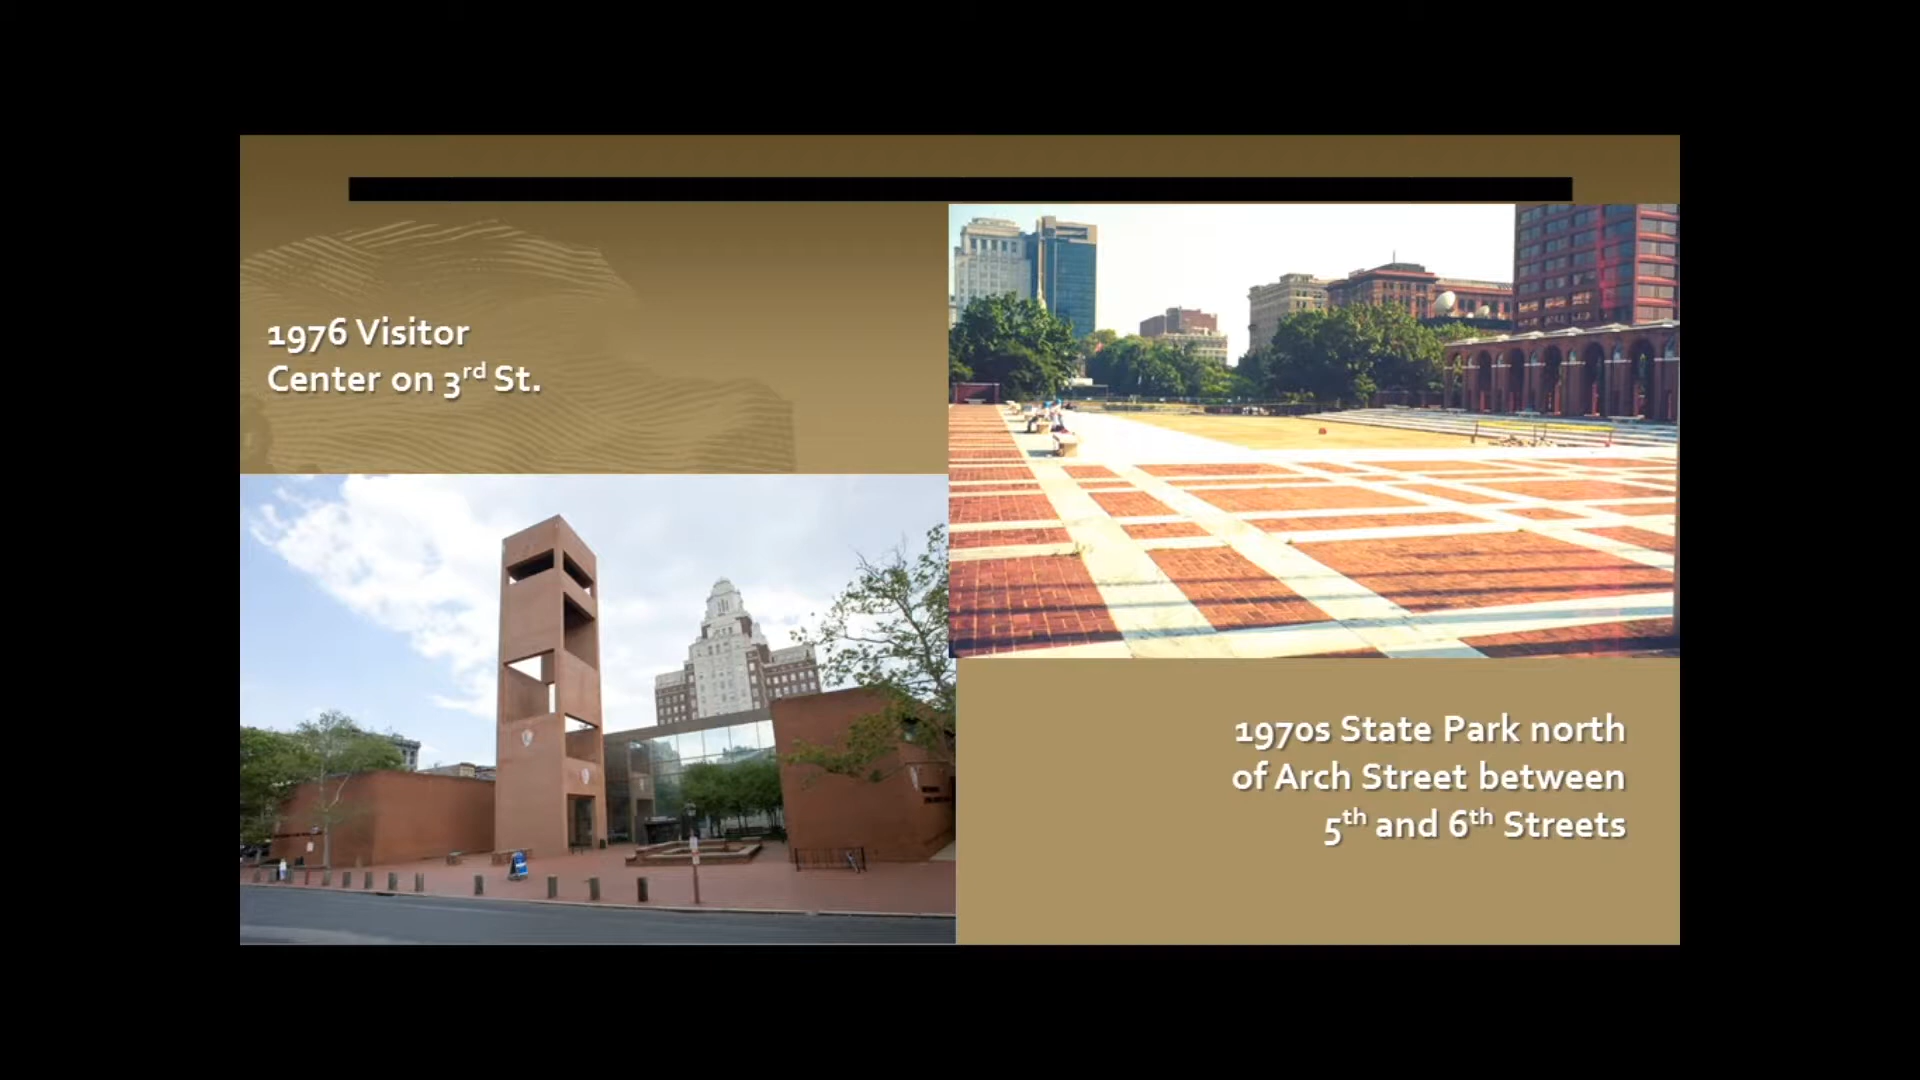 1976 Visitor
Center on 3rd St.
1970s State Park north
of Arch Street between
5th and 6th Streets